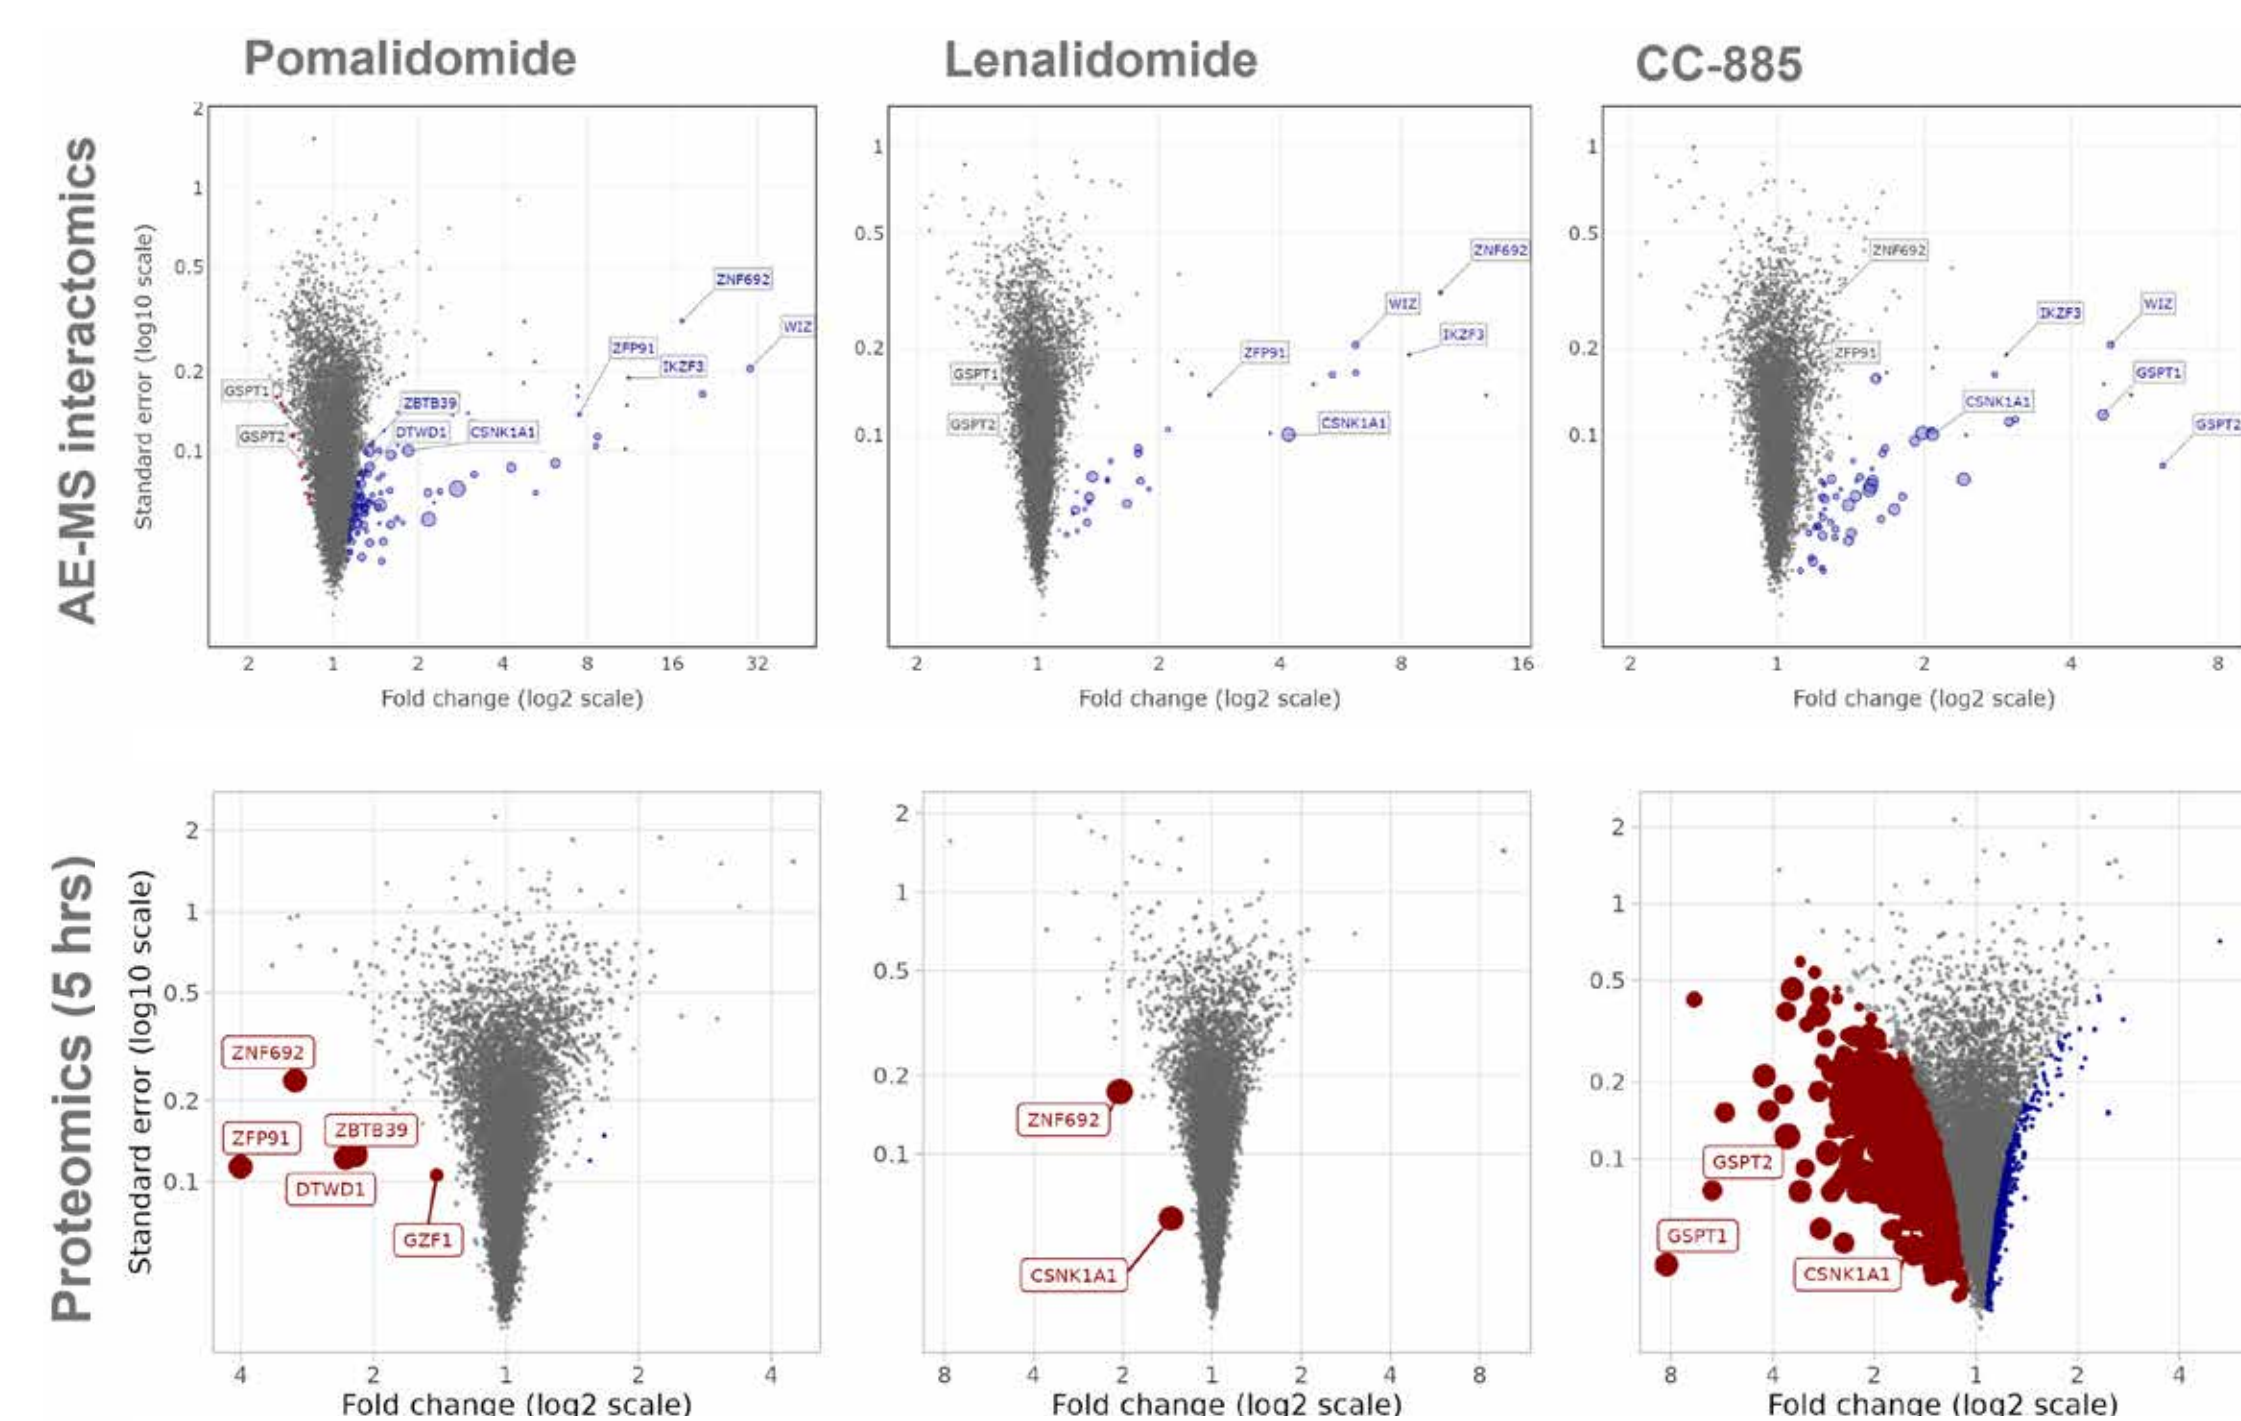 Pomalidomide
Lenalidomide
CC-885
AE-MS interactomics
Standard error (log10 scale)
2
1
0.5
0.2
0.1
ZNF692
WIZ
ZFP91
IKZF3
GSPT1
ZBTB39
GSPT2
DTWD1
CSNK1A1
2
1
2
4
8
16
32
Fold change (log2 scale)
1
0.5
0.2
0.1
ZNF692
WIZ
IKZF3
ZFP91
GSPT1
GSPT2
CSNK1A1
2
1
2
4
8
16
Fold change (log2 scale)
1
0.5
0.2
0.1
ZNF692
WIZ
IKZF3
ZFP91
GSPT1
CSNK1A1
GSPT2
2
1
2
4
8
Fold change (log2 scale)
Proteomics (5 hrs)
Standard error (log10 scale)
2
1
0.5
0.2
0.1
ZNF692
ZFP91
ZBTB39
DTWD1
GZF1
4
2
1
2
4
Fold change (log2 scale)
2
1
0.5
0.2
0.1
ZNF692
CSNK1A1
8
4
2
1
2
4
8
Fold change (log2 scale)
2
1
0.5
0.2
0.1
GSPT2
GSPT1
CSNK1A1
8
4
2
1
2
4
Fold change (log2 scale)